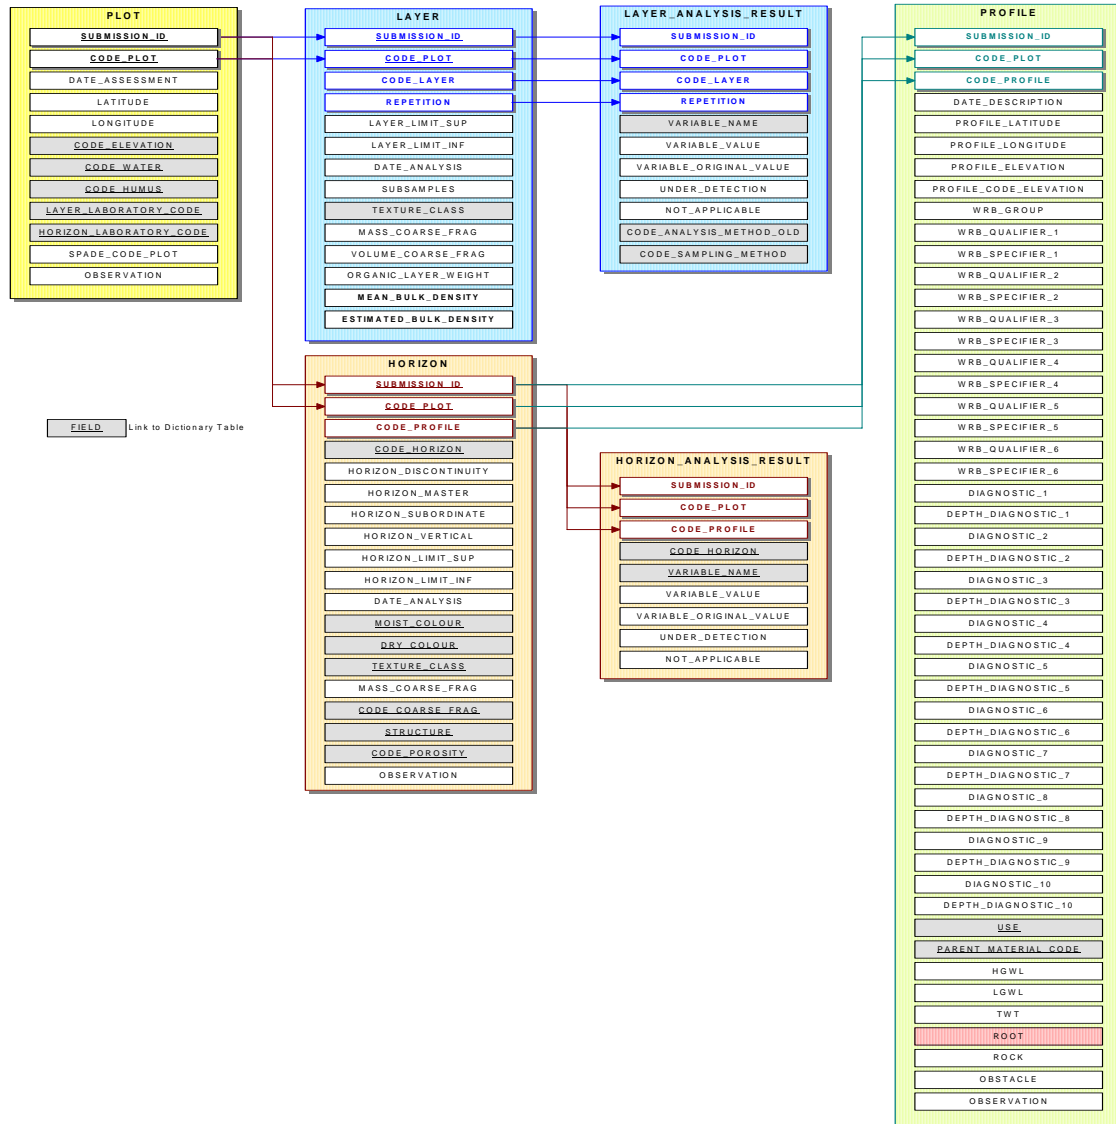 PLOT
SUBMISSION_ID
CODE_PLOT
DATE_ASSESSMENT
LATITUDE
LONGITUDE
CODE_ELEVATION
CODE_WATER
CODE_HUMUS
LAYER_LABORATORY_CODE
HORIZON_LABORATORY_CODE
SPADE_CODE_PLOT
OBSERVATION
LAYER
SUBMISSION_ID
CODE_PLOT
CODE_LAYER
REPETITION
LAYER_LIMIT_SUP
LAYER_LIMIT_INF
DATE_ANALYSIS
SUBSAMPLES
TEXTURE_CLASS
MASS_COARSE_FRAG
VOLUME_COARSE_FRAG
ORGANIC_LAYER_WEIGHT
MEAN_BULK_DENSITY
ESTIMATED_BULK_DENSITY
LAYER_ANALYSIS_RESULT
SUBMISSION_ID
CODE_PLOT
CODE_LAYER
REPETITION
VARIABLE_NAME
VARIABLE_VALUE
VARIABLE_ORIGINAL_VALUE
UNDER_DETECTION
NOT_APPLICABLE
CODE_ANALYSIS_METHOD_OLD
CODE_SAMPLING_METHOD
FIELD Link to Dictionary Table
HORIZON
SUBMISSION_ID
CODE_PLOT
CODE_PROFILE
CODE_HORIZON
HORIZON_DISCONTINUITY
HORIZON_MASTER
HORIZON_SUBORDINATE
HORIZON_VERTICAL
HORIZON_LIMIT_SUP
HORIZON_LIMIT_INF
DATE_ANALYSIS
MOIST_COLOUR
DRY_COLOUR
TEXTURE_CLASS
MASS_COARSE_FRAG
CODE_COARSE_FRAG
STRUCTURE
CODE_POROSITY
OBSERVATION
HORIZON_ANALYSIS_RESULT
SUBMISSION_ID
CODE_PLOT
CODE_PROFILE
CODE_HORIZON
VARIABLE_NAME
VARIABLE_VALUE
VARIABLE_ORIGINAL_VALUE
UNDER_DETECTION
NOT_APPLICABLE
PROFILE
SUBMISSION_ID
CODE_PLOT
CODE_PROFILE
DATE_DESCRIPTION
PROFILE_LATITUDE
PROFILE_LONGITUDE
PROFILE_ELEVATION
PROFILE_CODE_ELEVATION
WRB_GROUP
WRB_QUALIFIER_1
WRB_SPECIFIER_1
WRB_QUALIFIER_2
WRB_SPECIFIER_2
WRB_QUALIFIER_3
WRB_SPECIFIER_3
WRB_QUALIFIER_4
WRB_SPECIFIER_4
WRB_QUALIFIER_5
WRB_SPECIFIER_5
WRB_QUALIFIER_6
WRB_SPECIFIER_6
DIAGNOSTIC_1
DEPTH_DIAGNOSTIC_1
DIAGNOSTIC_2
DEPTH_DIAGNOSTIC_2
DIAGNOSTIC_3
DEPTH_DIAGNOSTIC_3
DIAGNOSTIC_4
DEPTH_DIAGNOSTIC_4
DIAGNOSTIC_5
DEPTH_DIAGNOSTIC_5
DIAGNOSTIC_6
DEPTH_DIAGNOSTIC_6
DIAGNOSTIC_7
DEPTH_DIAGNOSTIC_7
DIAGNOSTIC_8
DEPTH_DIAGNOSTIC_8
DIAGNOSTIC_9
DEPTH_DIAGNOSTIC_9
DIAGNOSTIC_10
DEPTH_DIAGNOSTIC_10
USE
PARENT_MATERIAL_CODE
HGWL
LGWL
TWT
ROOT
ROCK
OBSTACLE
OBSERVATION